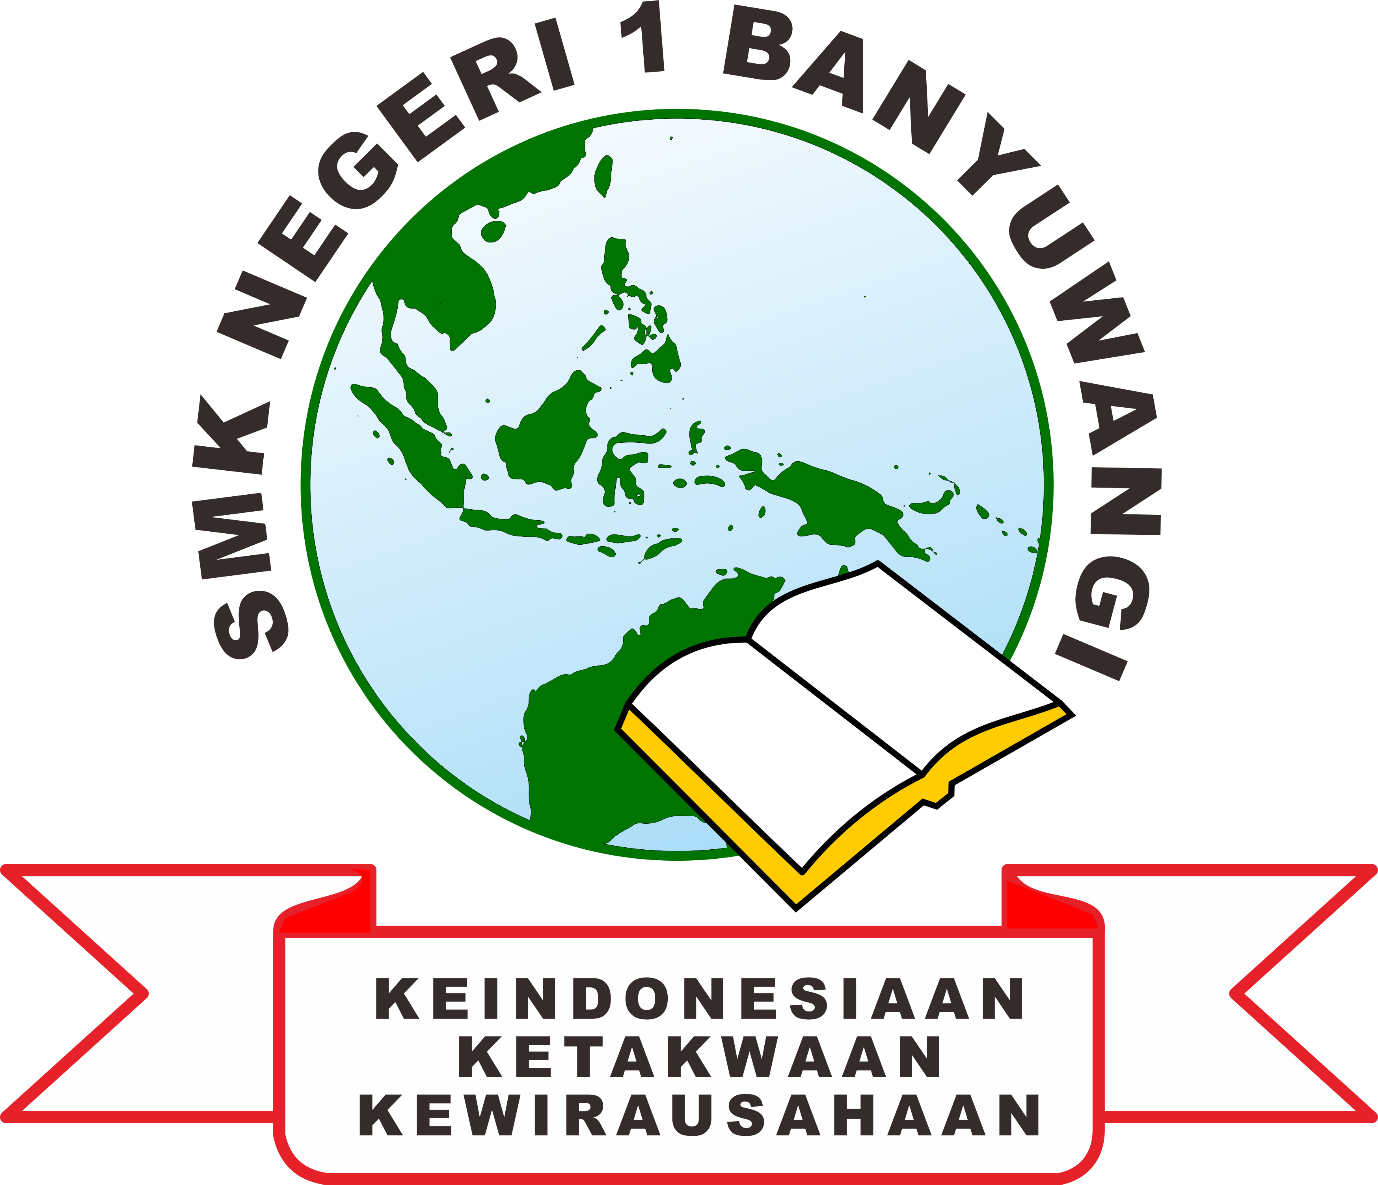 SMK NEGERI 1 BANYUWANGI
KEINDONESIAAN
KETAKWAAN
KEWIRAUSAHAAN